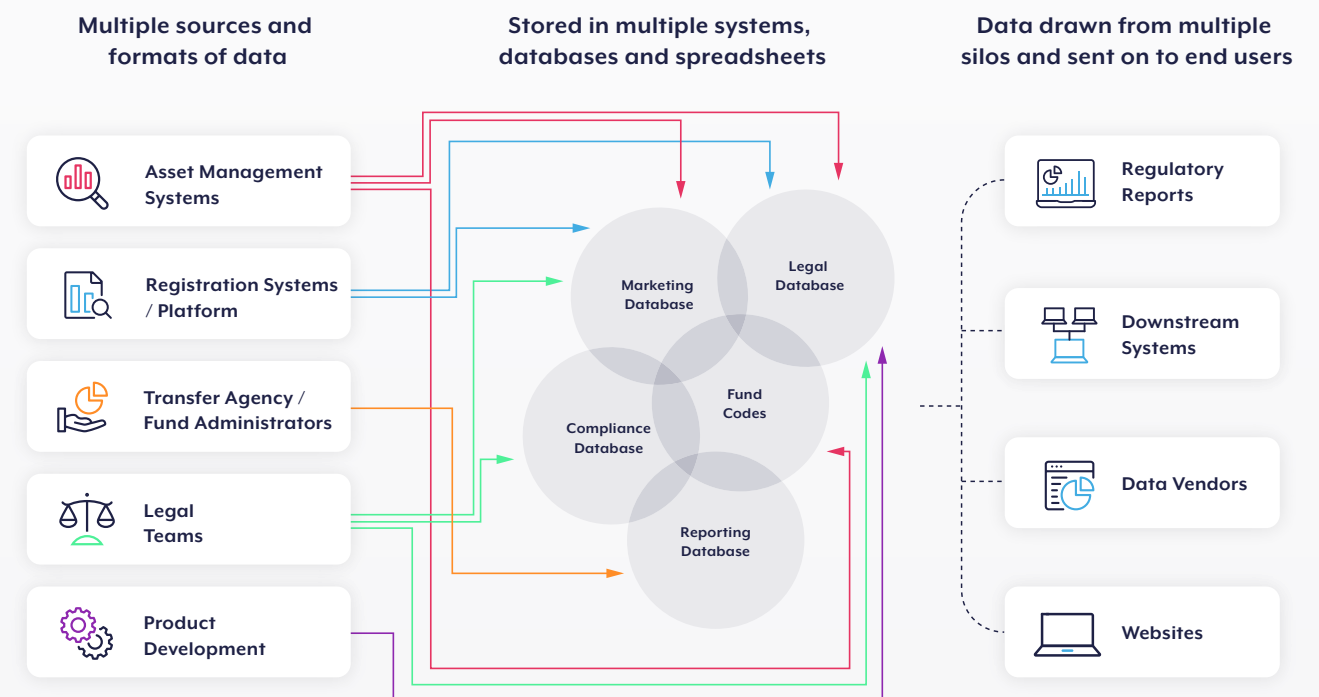 Multiple sources and
formats of data
Stored in multiple systems,
databases and spreadsheets
Data drawn from multiple
silos and sent on to end users
Asset Management
Systems
Registration Systems
/ Platform
Transfer Agency /
Fund Administrators
Legal
Teams
Product
Development
Marketing
Database
Legal
Database
Fund
Codes
Compliance
Database
Reporting
Database
Regulatory
Reports
Downstream
Systems
Data Vendors
Websites